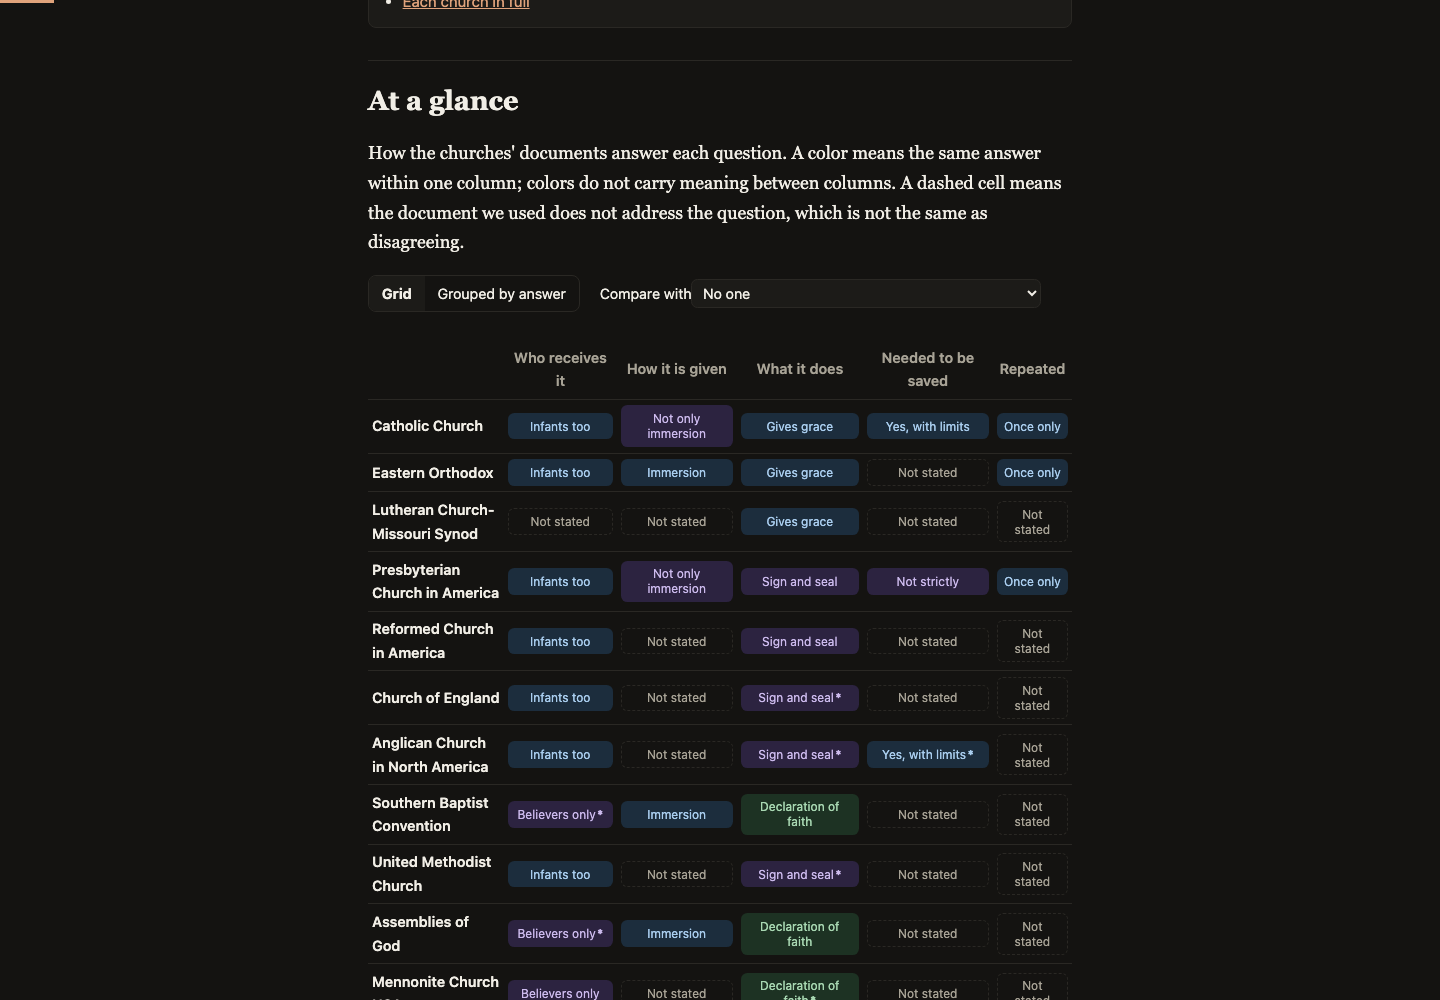 Each church in full
At a glance
How the churches' documents answer each question. A color means the same answer
within one column; colors do not carry meaning between columns. A dashed cell means
the document we used does not address the question, which is not the same as
disagreeing.
Grid Grouped by answer Compare with No one
Who receives it How it is given What it does Needed to be saved Repeated
Catholic Church Infants too Not only immersion Gives grace Yes, with limits Once only
Eastern Orthodox Infants too Immersion Gives grace Not stated Once only
Lutheran Church-Missouri Synod Not stated Not stated Gives grace Not stated Not stated
Presbyterian Church in America Infants too Not only immersion Sign and seal Not strictly Once only
Reformed Church in America Infants too Not stated Sign and seal Not stated Not stated
Church of England Infants too Not stated Sign and seal* Not stated Not stated
Anglican Church in North America Infants too Not stated Sign and seal* Yes, with limits* Not stated
Southern Baptist Convention Believers only* Immersion Declaration of faith Not stated Not stated
United Methodist Church Infants too Not stated Sign and seal* Not stated Not stated
Assemblies of God Believers only* Immersion Declaration of faith Not stated Not stated
Mennonite Church Believers only Not stated Declaration of faith* Not stated Not stated